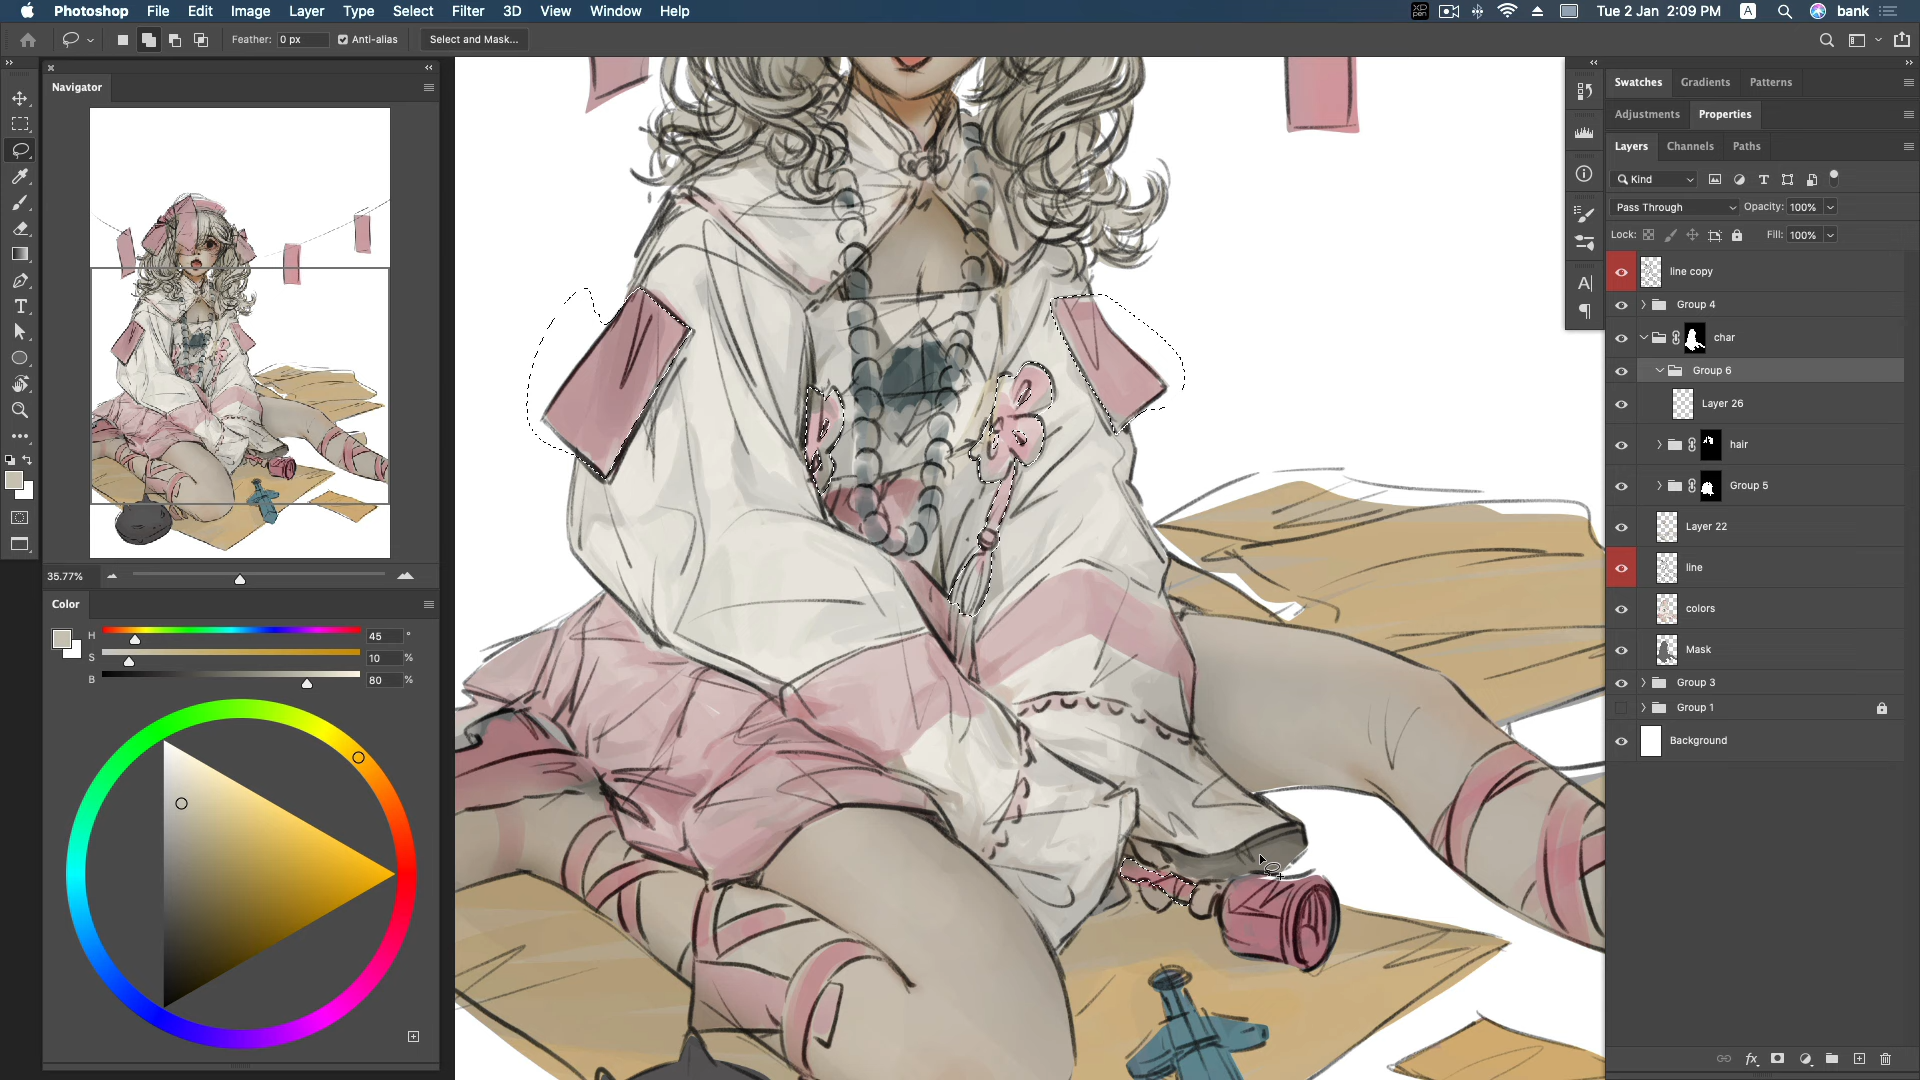 Photoshop File Edit Image Layer Type Select Filter 3D View Window Help
Tue 2 Jan 2:09 PM A bank
Feather: 0 px Anti-alias Select and Mask...
Navigator
35.77%
Color
H 45 °
S 10 %
B 80 %
Swatches Gradients Patterns
Adjustments Properties
Layers Channels Paths
Kind
Pass Through Opacity: 100%
Lock: Fill: 100%
line copy
Group 4
char
Group 6
Layer 26
hair
Group 5
Layer 22
line
colors
Mask
Group 3
Group 1
Background